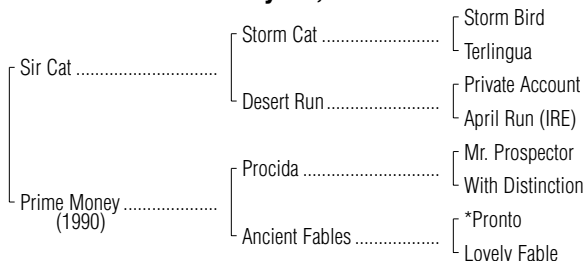 Storm Bird
Storm Cat ........................
Terlingua
Sir Cat .............................
Private Account
Desert Run .......................
April Run (IRE)
Mr. Prospector
Procida ............................
With Distinction
Prime Money ...................
(1990)
*Pronto
Ancient Fables .................
Lovely Fable